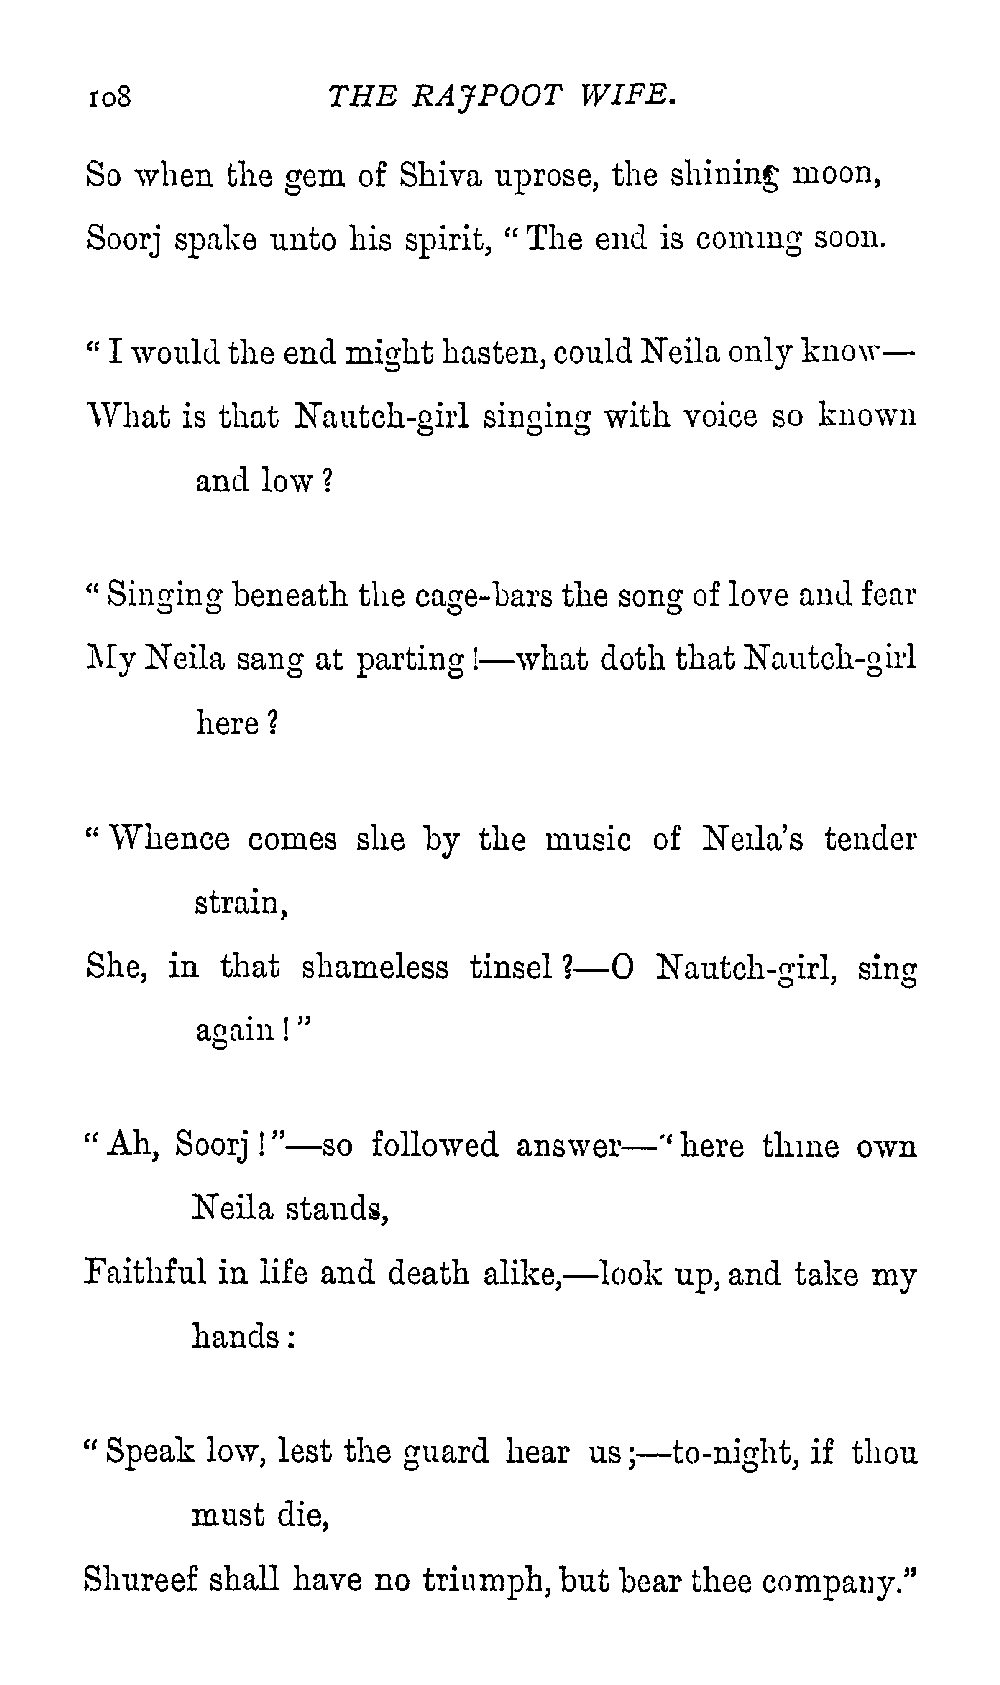 108 THE RAJPOOT WIFE.
So when the gem of Shiva uprose, the shining moon,
Soorj spake unto his spirit, “ The end is coming soon.
“ I would the end might hasten, could Neila only know—
What is that Nautch-girl singing with voice so known
and low ?
“ Singing beneath the cage-bars the song of love and fear
My Neila sang at parting !—what doth that Nautch-girl
here ?
“ Whence comes she by the music of Neila’s tender
strain,
She, in that shameless tinsel ?—O Nautch-girl, sing
again ! ”
“ Ah, Soorj ! ”—so followed answer—“ here thine own
Neila stands,
Faithful in life and death alike,—look up, and take my
hands :
“ Speak low, lest the guard hear us ;—to-night, if thou
must die,
Shureef shall have no triumph, but bear thee company.”